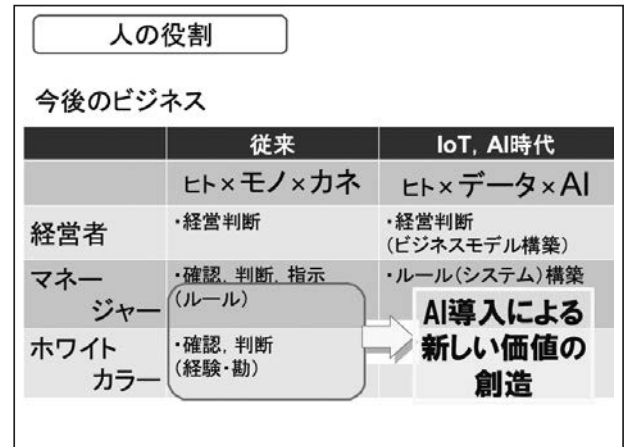 人の役割
今後のビジネス
従来
IoT, AI時代
ヒト×モノ×カネ
ヒト×データ×AI
経営者
・経営判断
・経営判断
(ビジネスモデル構築)
マネー
ジャー
・確認, 判断, 指示
(ルール)
・ルール(システム)構築
ホワイト
カラー
・確認, 判断
(経験・勘)
AI導入による
新しい価値の
創造